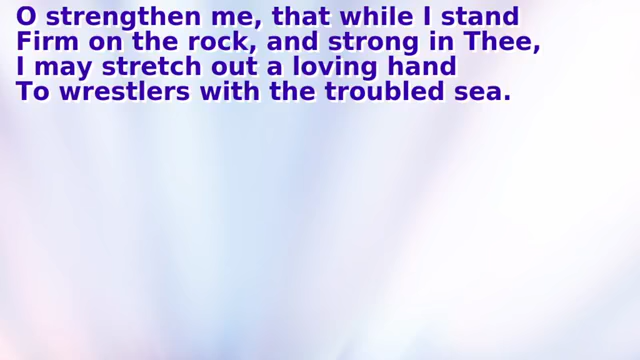 O strengthen me, that while I stand
Firm on the rock, and strong in Thee,
I may stretch out a loving hand
To wrestlers with the troubled sea.